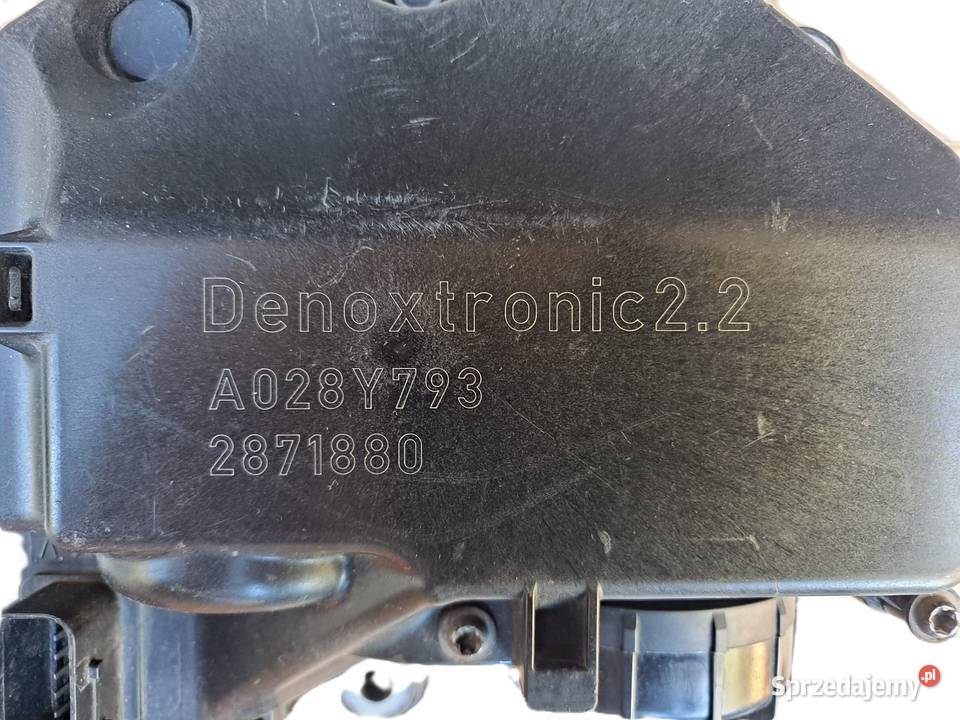 Denoxtronic2.2
A028Y793
2871880
Sprzedajemy.pl